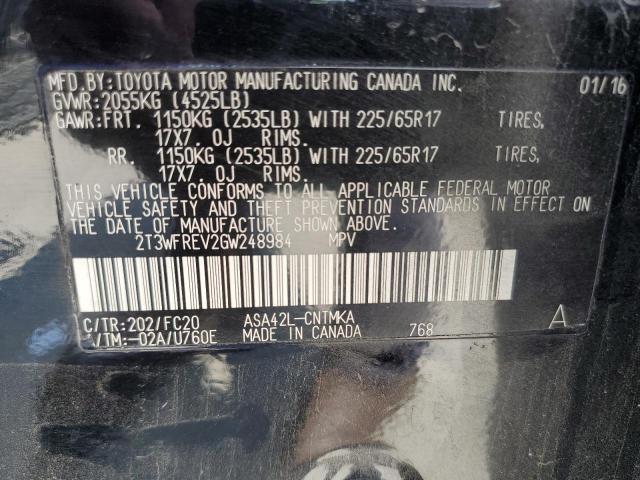 MFD.BY:TOYOTA MOTOR MANUFACTURING CANADA INC. 01/16
GVWR:2055KG (4525LB)
GAWR:FRT. 1150KG (2535LB) WITH 225/65R17 TIRES,
17X7.0J RIMS.
RR. 1150KG (2535LB) WITH 225/65R17 TIRES,
17X7.0J RIMS.
THIS VEHICLE CONFORMS TO ALL APPLICABLE FEDERAL MOTOR
VEHICLE SAFETY AND THEFT PREVENTION STANDARDS IN EFFECT ON
THE DATE OF MANUFACTURE SHOWN ABOVE.
2T3WFREV2GW248984 MPV
C/TR:202/FC20 ASA42L-CNTMKA A
A/TM:-02A/U760E MADE IN CANADA 768